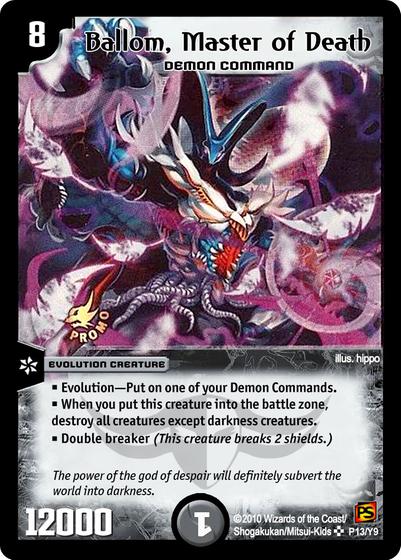 8 Ballom, Master of Death
DEMON COMMAND
PROMO
illus. hippo
EVOLUTION CREATURE
▪ Evolution—Put on one of your Demon Commands.
▪ When you put this creature into the battle zone,
destroy all creatures except darkness creatures.
▪ Double breaker (This creature breaks 2 shields.)
The power of the god of despair will definitely subvert the
world into darkness.
12000
1
©2010 Wizards of the Coast/
Shogakukan/Mitsui-Kids P13/Y9
PS